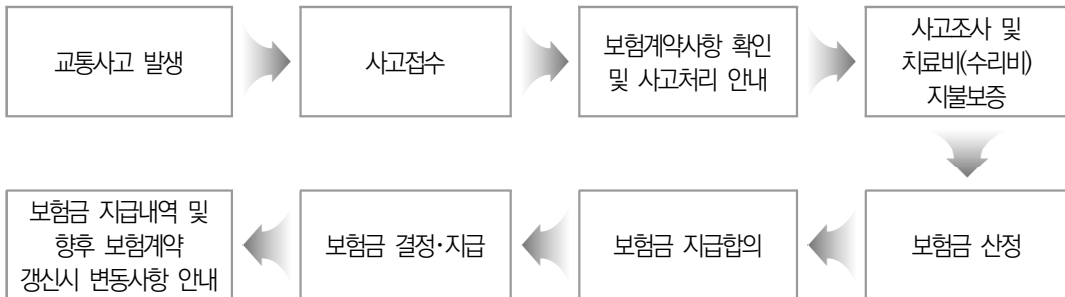 교통사고 발생
사고접수
보험계약사항 확인
및 사고처리 안내
사고조사 및
치료비(수리비)
지불보증
보험금 산정
보험금 지급합의
보험금 결정·지급
보험금 지급내역 및
향후 보험계약
갱신시 변동사항 안내